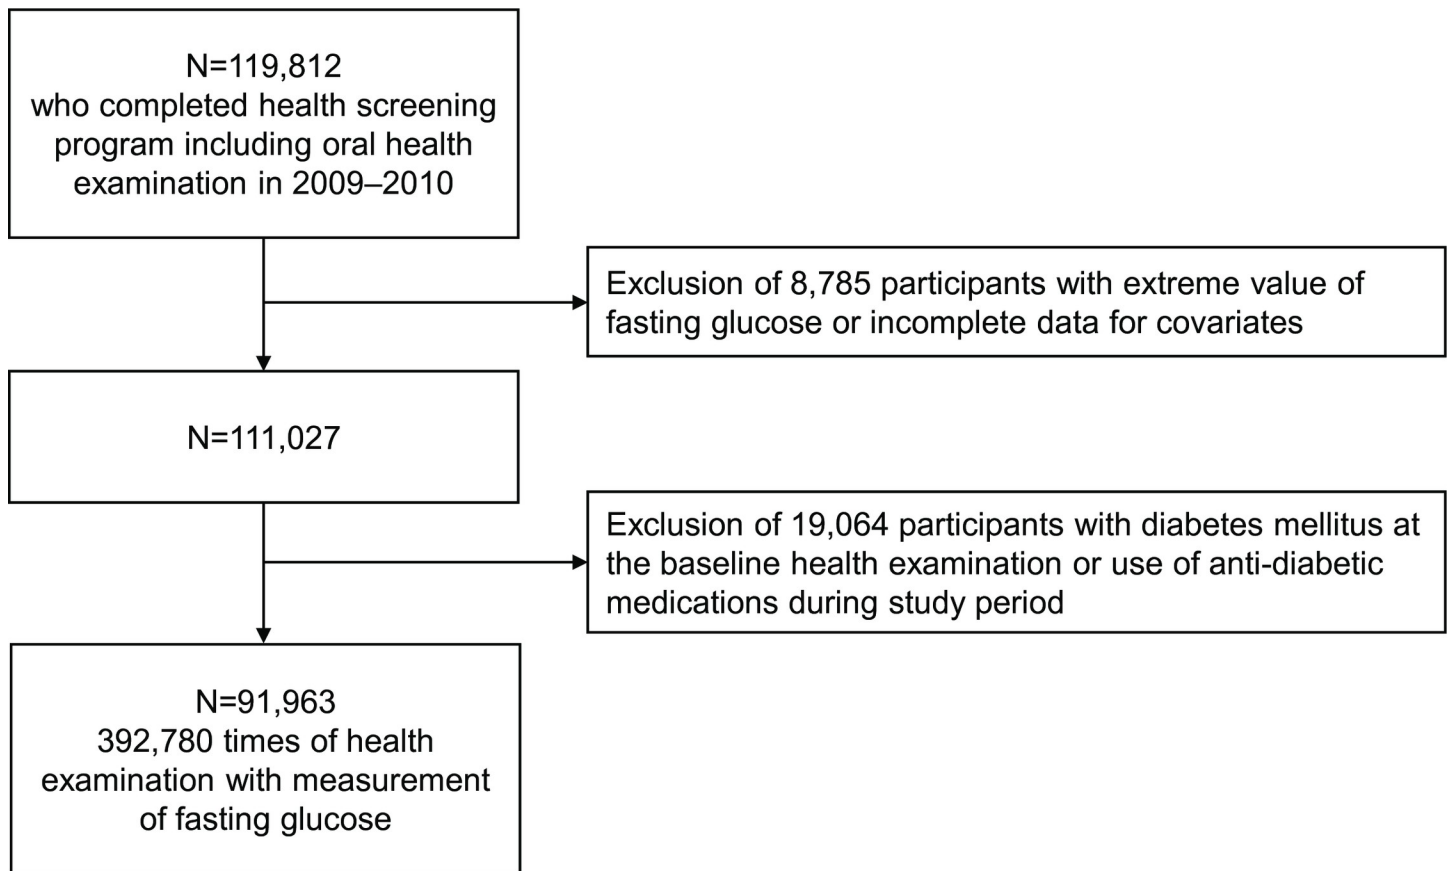 N=119,812
who completed health screening
program including oral health
examination in 2009–2010
Exclusion of 8,785 participants with extreme value of
fasting glucose or incomplete data for covariates
N=111,027
Exclusion of 19,064 participants with diabetes mellitus at
the baseline health examination or use of anti-diabetic
medications during study period
N=91,963
392,780 times of health
examination with measurement
of fasting glucose